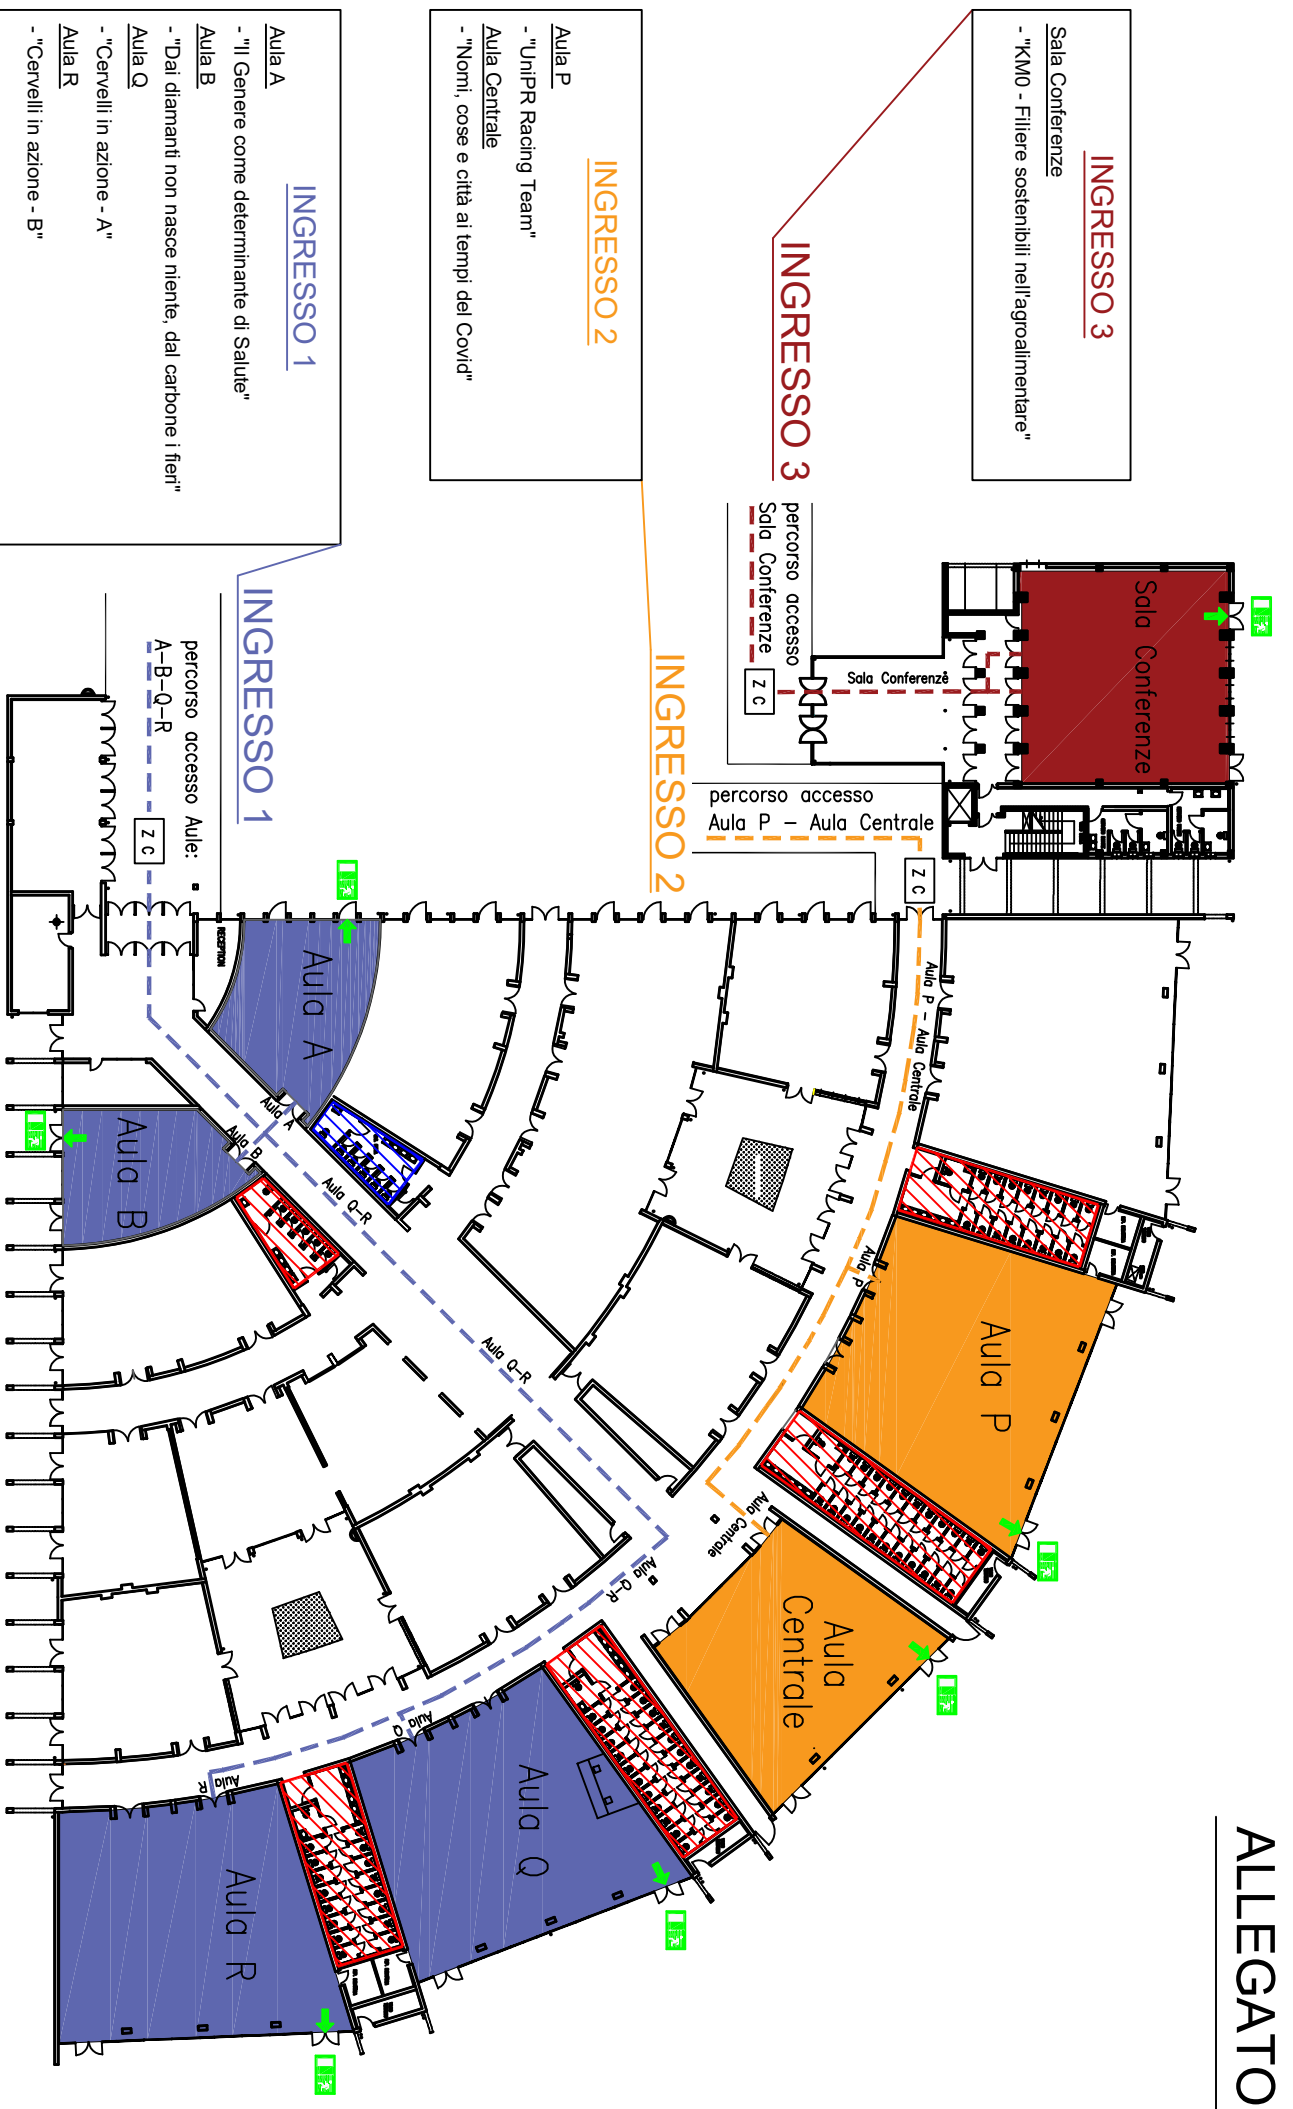 ALLEGATO
INGRESSO 3
Sala Conferenze
- "KM0 - Filiere sostenibili nell'agroalimentare"
INGRESSO 2
Aula P
- "UniPR Racing Team"
Aula Centrale
- "Nomi, cose e città ai tempi del Covid"
INGRESSO 1
Aula A
- "Il Genere come determinante di Salute"
Aula B
- "Dai diamanti non nasce niente, dal carbone i fieri"
Aula Q
- "Cervelli in azione - A"
Aula R
- "Cervelli in azione - B"
INGRESSO 3
percorso accesso
Sala Conferenze
Z C
Sala Conferenze
Sala Conferenze
INGRESSO 2
percorso accesso
Aula P - Aula Centrale
Z C
Aula P - Aula Centrale
Aula P
Aula P
Aula Centrale
Aula
Centrale
INGRESSO 1
percorso accesso Aule:
A-B-Q-R
Z C
RECEPTION
Aula A
Aula A
Aula B
Aula B
Aula Q-R
Aula Q-R
Aula Q-R
Aula Q
Aula Q
Aula R
Aula R